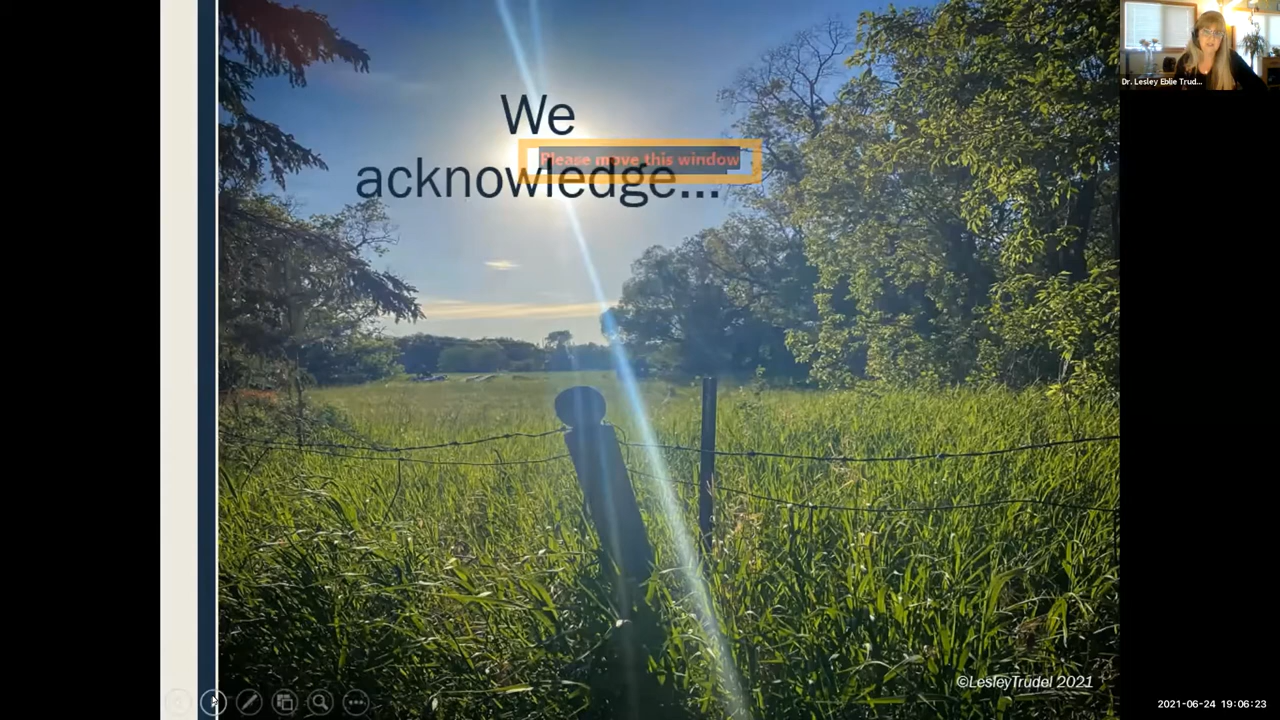 We
Please move this window
acknowledge...
Dr. Lesley Eblie Trud...
©LesleyTrudel 2021
2021-06-24 19:06:23